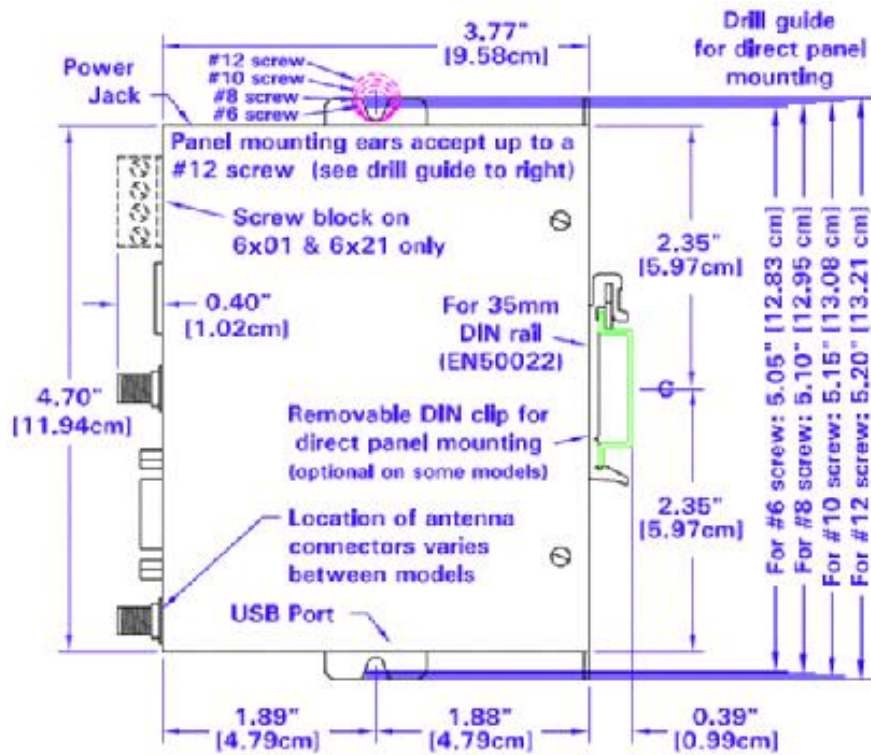 3.77"
[9.58cm]
Drill guide
for direct panel
mounting
#12 screw
#10 screw
#8 screw
#6 screw
Power
Jack
Panel mounting ears accept up to a
#12 screw (see drill guide to right)
Screw block on
6x01 & 6x21 only
2.35"
[5.97cm]
0.40"
[1.02cm]
For 35mm
DIN rail
(EN50022)
4.70"
[11.94cm]
C
Removable DIN clip for
direct panel mounting
(optional on some models)
2.35"
[5.97cm]
Location of antenna
connectors varies
between models
USB Port
For #6 screw: 5.05" [12.83 cm]
For #8 screw: 5.10" [12.95 cm]
For #10 screw: 5.15" [13.08 cm]
For #12 screw: 5.20" [13.21 cm]
1.89"
[4.79cm]
1.88"
[4.79cm]
0.39"
[0.99cm]